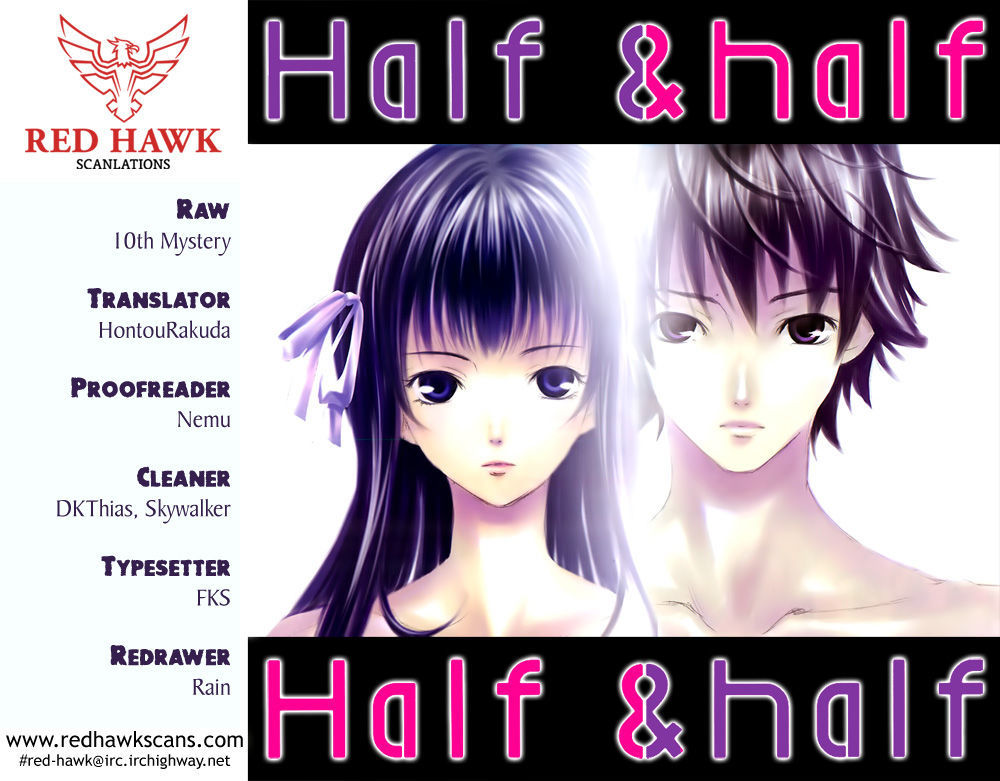 RED HAWK
SCANLATIONS
Raw
10th Mystery
Translator
HontouRakuda
Proofreader
Nemu
Cleaner
DKThias, Skywalker
Typesetter
FKS
Redrawer
Rain
www.redhawkscans.com
#red-hawk@irc.irchighway.net
Half & half
Half & half